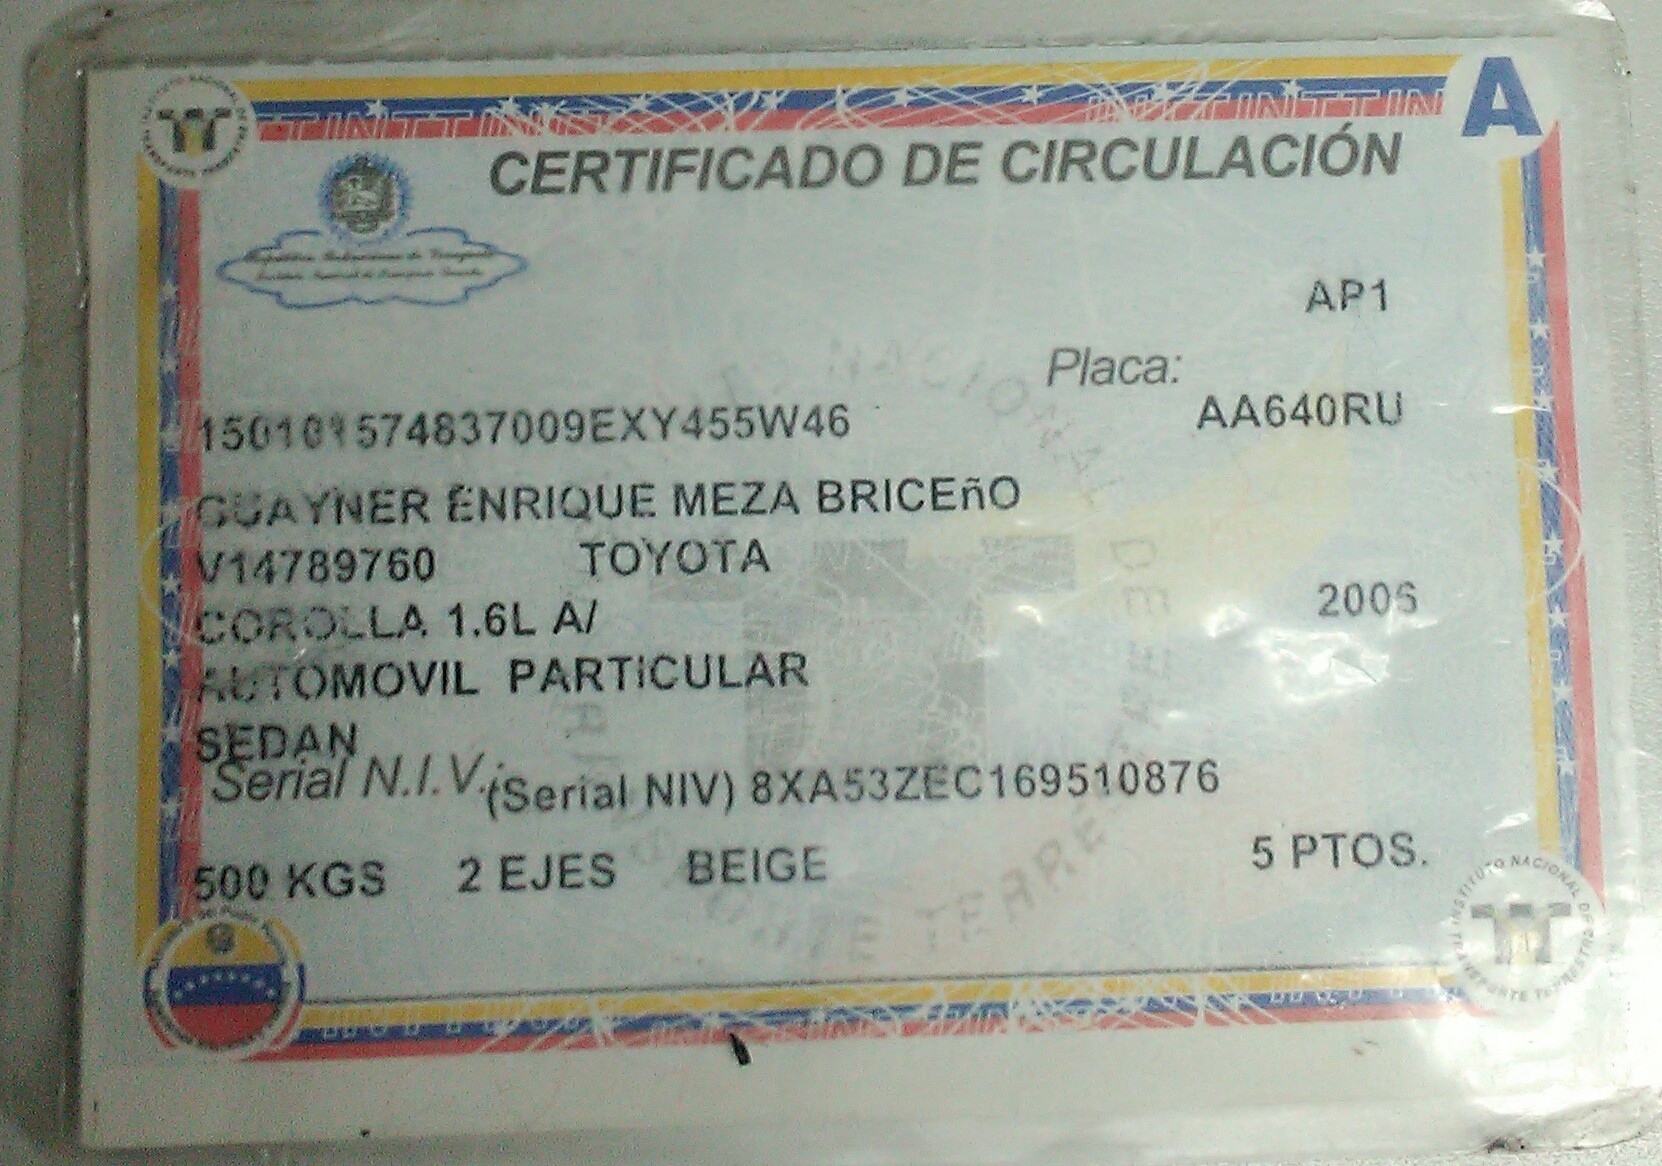 INSTITUTO NACIONAL DE TRANSPORTE TERRESTRE
A
CERTIFICADO DE CIRCULACIÓN
República Bolivariana de Venezuela
Instituto Nacional de Transporte Terrestre
AP1
Placa:
AA640RU
574837009EXY455W46
GUAYNER ENRIQUE MEZA BRICEñO
V14789760 TOYOTA
COROLLA 1.6L A/ 2006
AUTOMOVIL PARTICULAR
SEDAN
Serial N.I.V.: (Serial NIV) 8XA53ZEC169510876
500 KGS 2 EJES BEIGE 5 PTOS.
INSTITUTO NACIONAL DE TRANSPORTE TERRESTRE